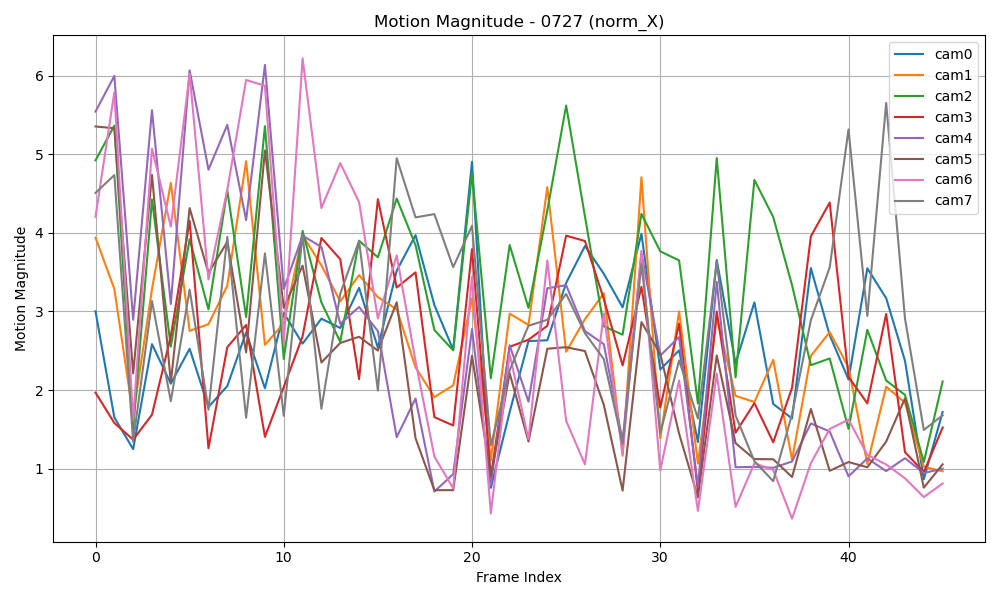 Motion Magnitude - 0727 (norm_X)
Motion Magnitude
6
5
4
3
2
1
0
10
20
30
40
Frame Index
cam0
cam1
cam2
cam3
cam4
cam5
cam6
cam7